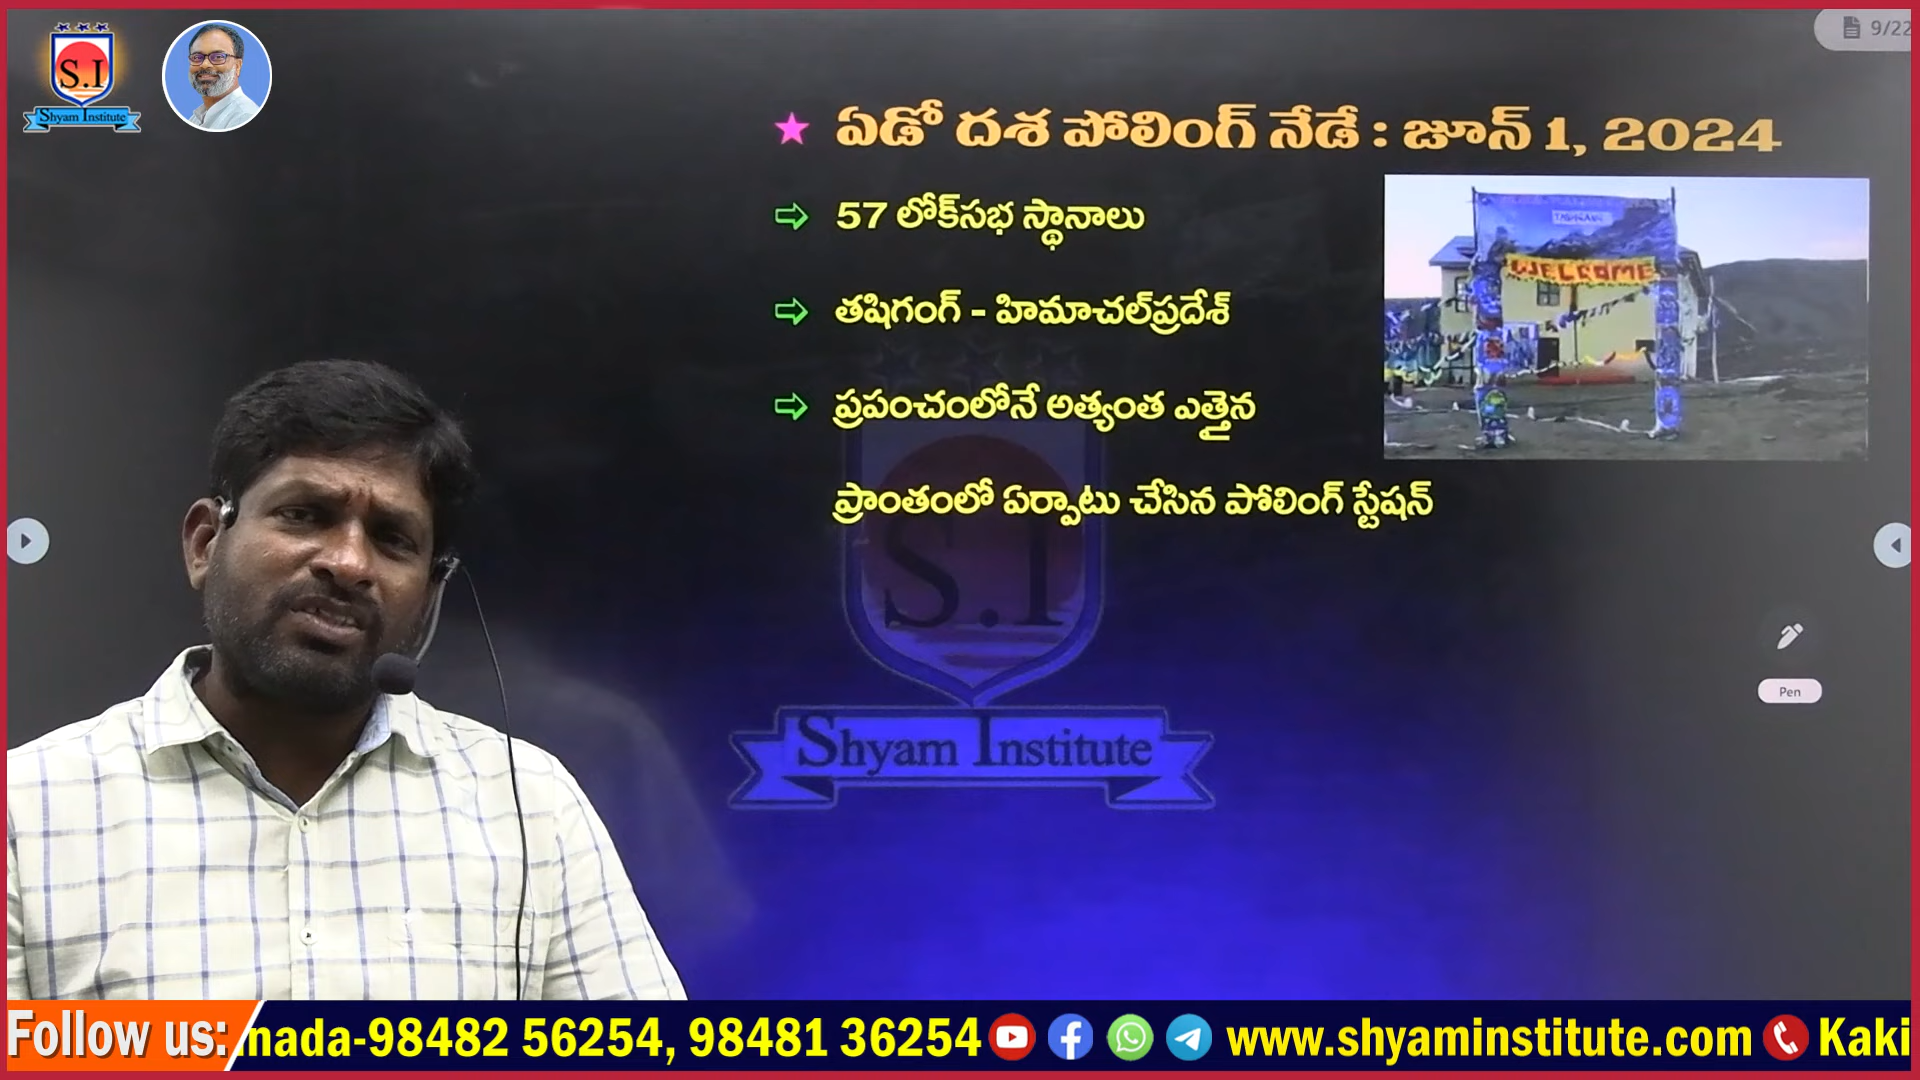 S.I
Shyam Institute
9/22
★ ఏడో దశ పోలింగ్ నేడే : జూన్ 1, 2024
⇨ 57 లోక్‌సభ స్థానాలు
⇨ తషిగంగ్ - హిమాచల్‌ప్రదేశ్
⇨ ప్రపంచంలోనే అత్యంత ఎత్తైన
ప్రాంతంలో ఏర్పాటు చేసిన పోలింగ్ స్టేషన్
TASHIGANG
WELCOME
S.I
Shyam Institute
Pen
Follow us: nada-98482 56254, 98481 36254 www.shyaminstitute.com Kaki